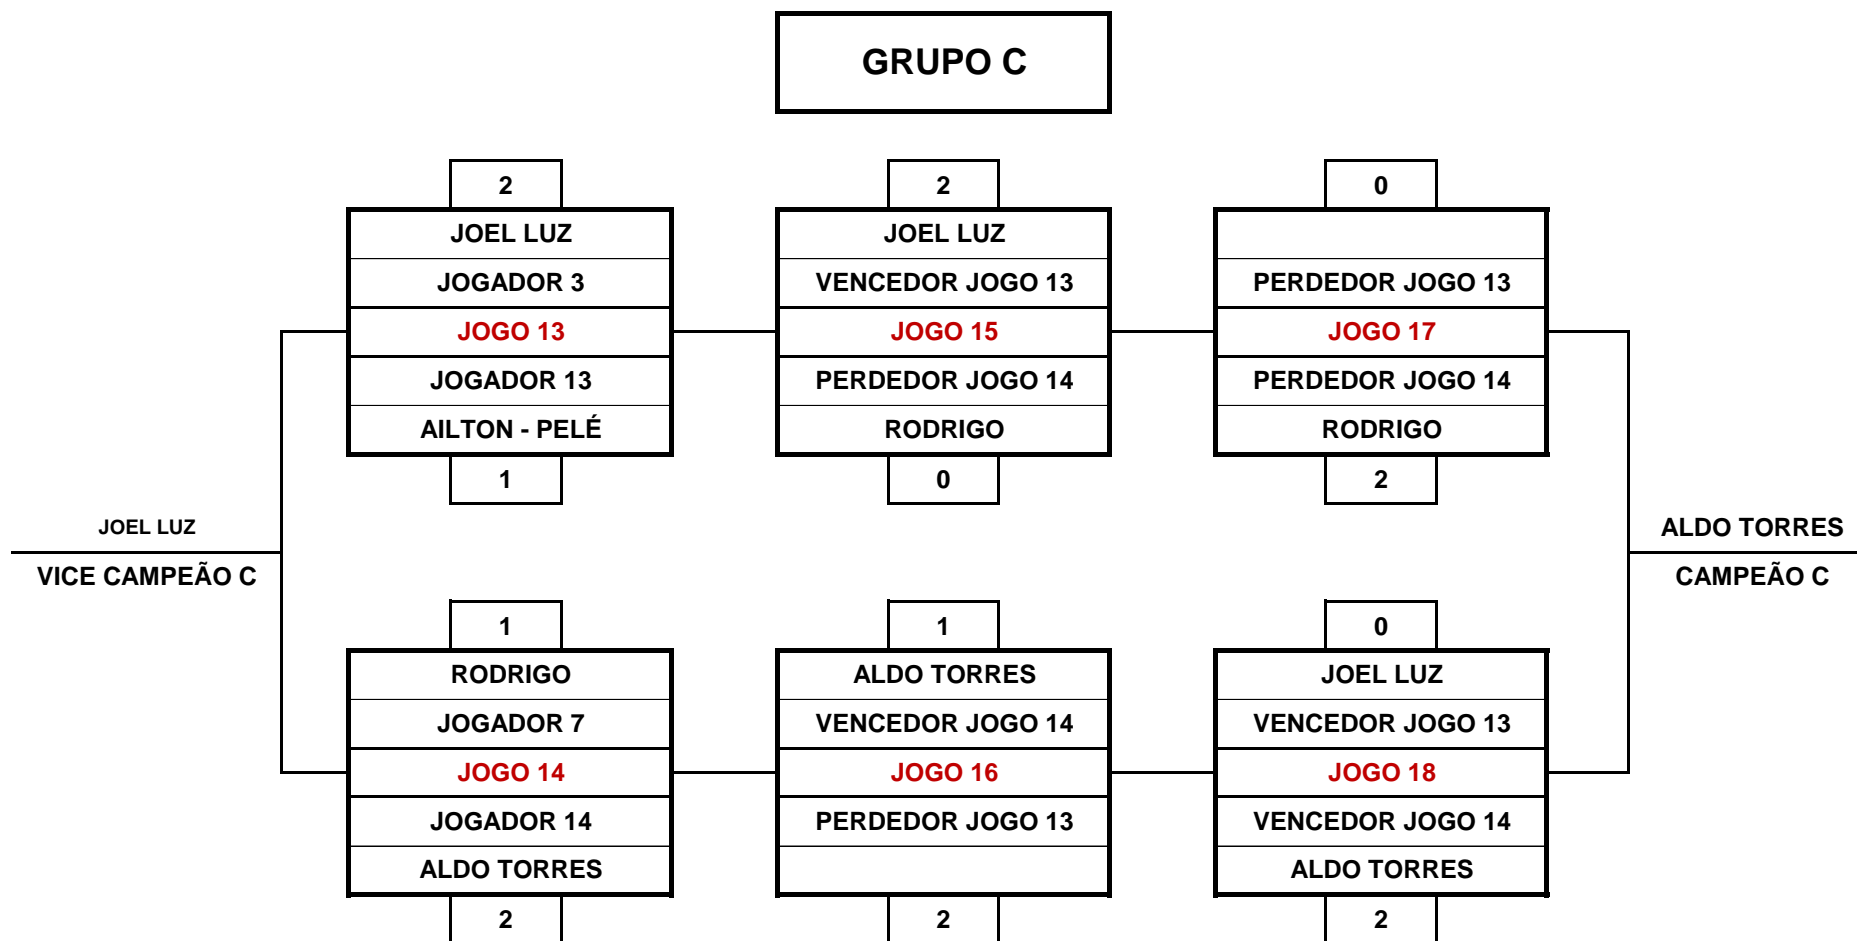 GRUPO C
2
JOEL LUZ
JOGADOR 3
JOGO 13
JOGADOR 13
AILTON - PELÉ
1
2
JOEL LUZ
VENCEDOR JOGO 13
JOGO 15
PERDEDOR JOGO 14
RODRIGO
0
0
PERDEDOR JOGO 13
JOGO 17
PERDEDOR JOGO 14
RODRIGO
2
JOEL LUZ
VICE CAMPEÃO C
ALDO TORRES
CAMPEÃO C
1
RODRIGO
JOGADOR 7
JOGO 14
JOGADOR 14
ALDO TORRES
2
1
ALDO TORRES
VENCEDOR JOGO 14
JOGO 16
PERDEDOR JOGO 13
2
0
JOEL LUZ
VENCEDOR JOGO 13
JOGO 18
VENCEDOR JOGO 14
ALDO TORRES
2